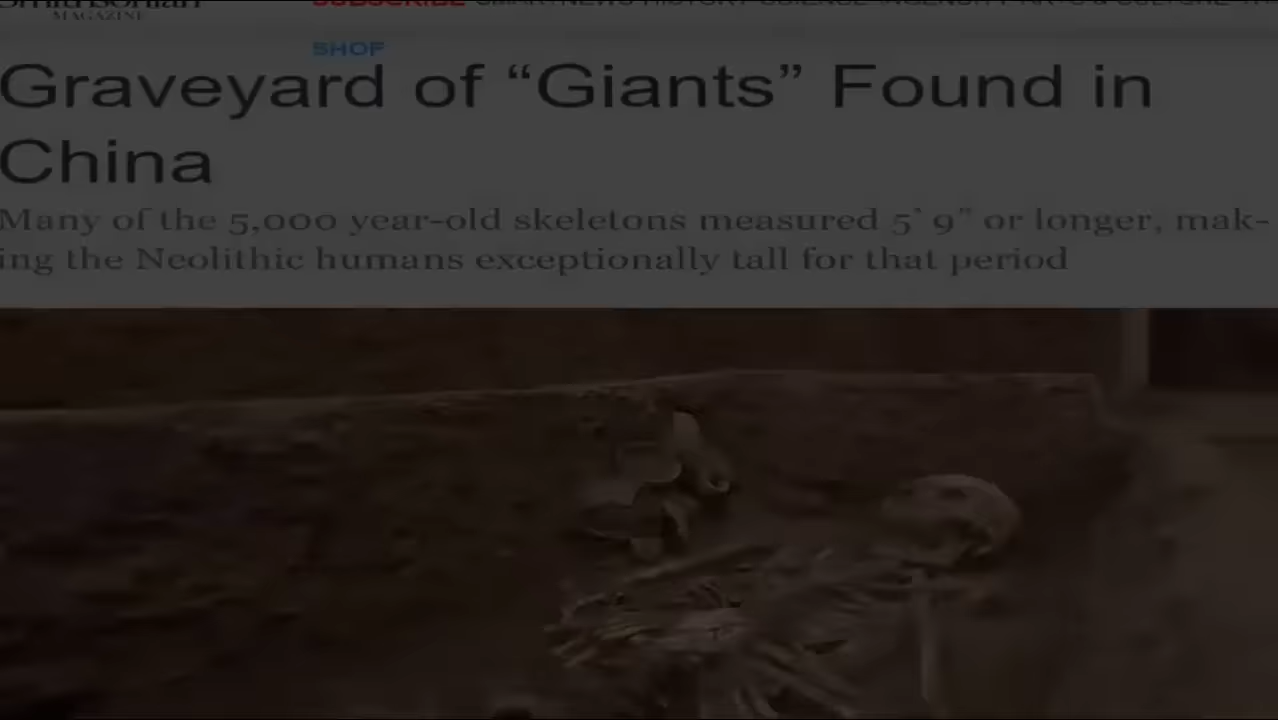 MAGAZINE
SHOP
Graveyard of “Giants” Found in
China
Many of the 5,000 year-old skeletons measured 5’ 9” or longer, mak-
ing the Neolithic humans exceptionally tall for that period